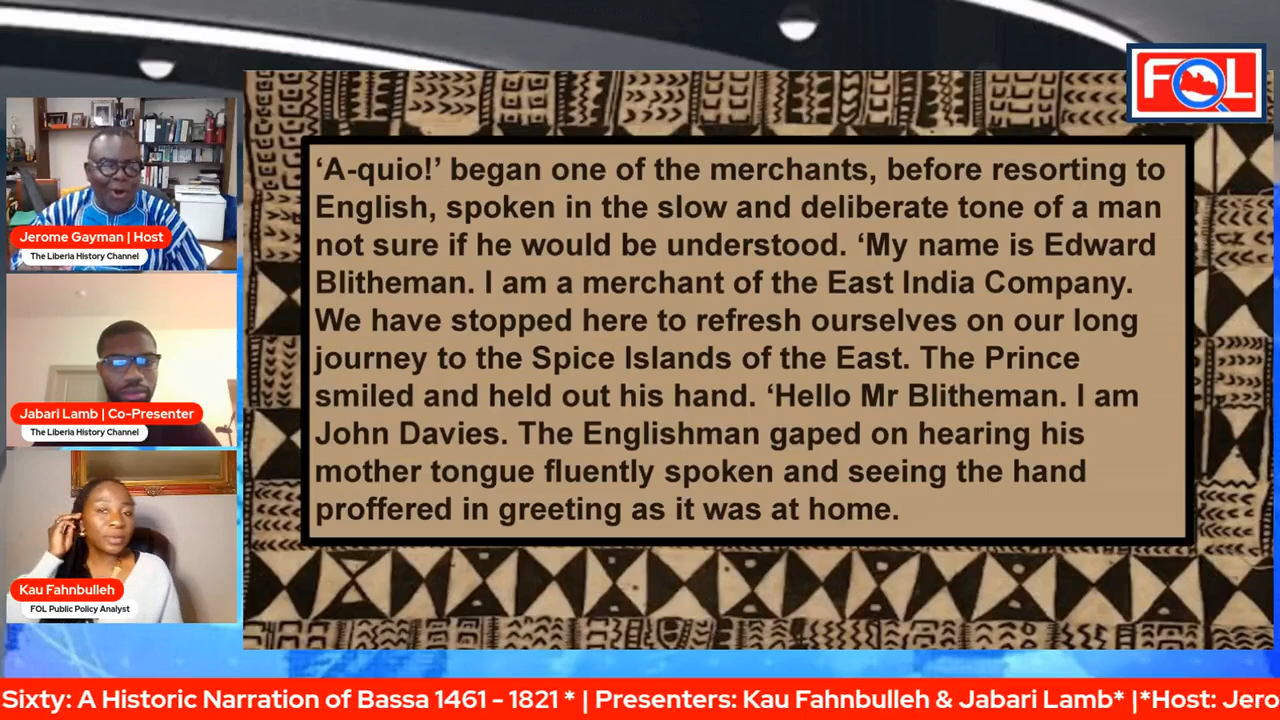 FOL
‘A-quio!’ began one of the merchants, before resorting to
English, spoken in the slow and deliberate tone of a man
not sure if he would be understood. ‘My name is Edward
Blitheman. I am a merchant of the East India Company.
We have stopped here to refresh ourselves on our long
journey to the Spice Islands of the East. The Prince
smiled and held out his hand. ‘Hello Mr Blitheman. I am
John Davies. The Englishman gaped on hearing his
mother tongue fluently spoken and seeing the hand
proffered in greeting as it was at home.
Jerome Gayman | Host
The Liberia History Channel
Jabari Lamb | Co-Presenter
The Liberia History Channel
Kau Fahnbulleh
FOL Public Policy Analyst
Sixty: A Historic Narration of Bassa 1461 - 1821 * | Presenters: Kau Fahnbulleh & Jabari Lamb* |*Host: Jero